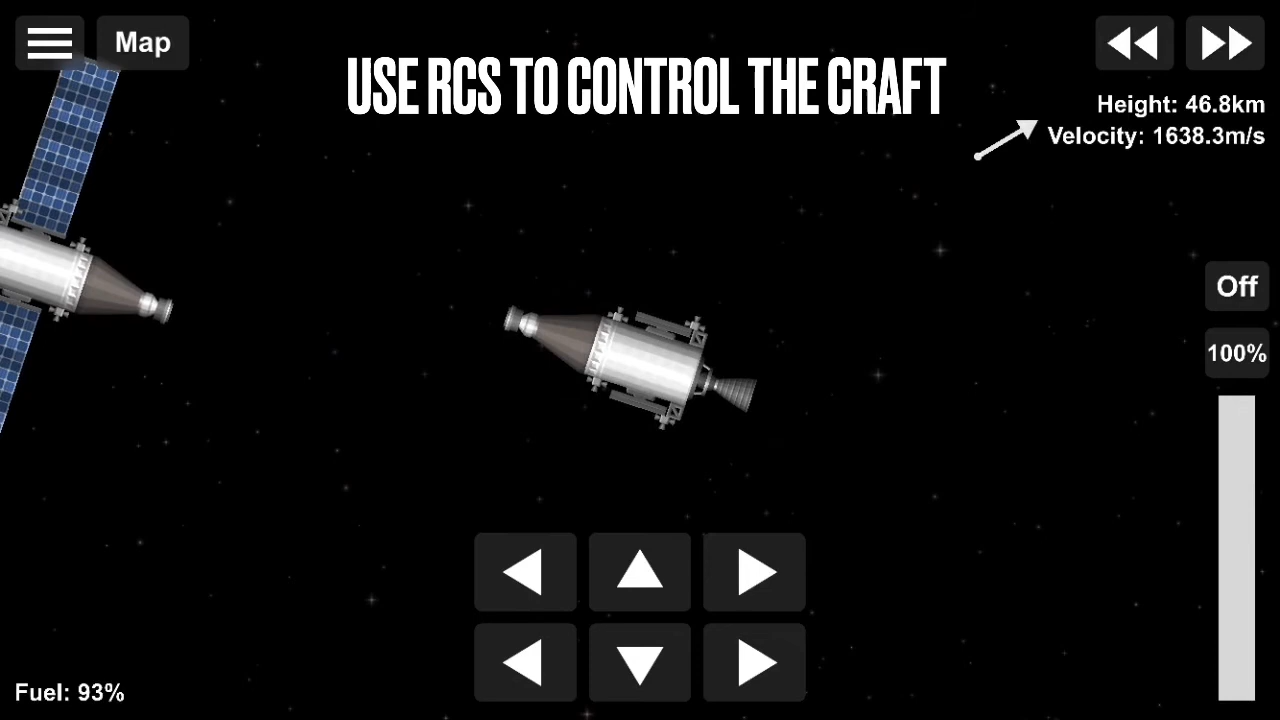 Map
USE RCS TO CONTROL THE CRAFT
Height: 46.8km
Velocity: 1638.3m/s
Off
100%
Fuel: 93%